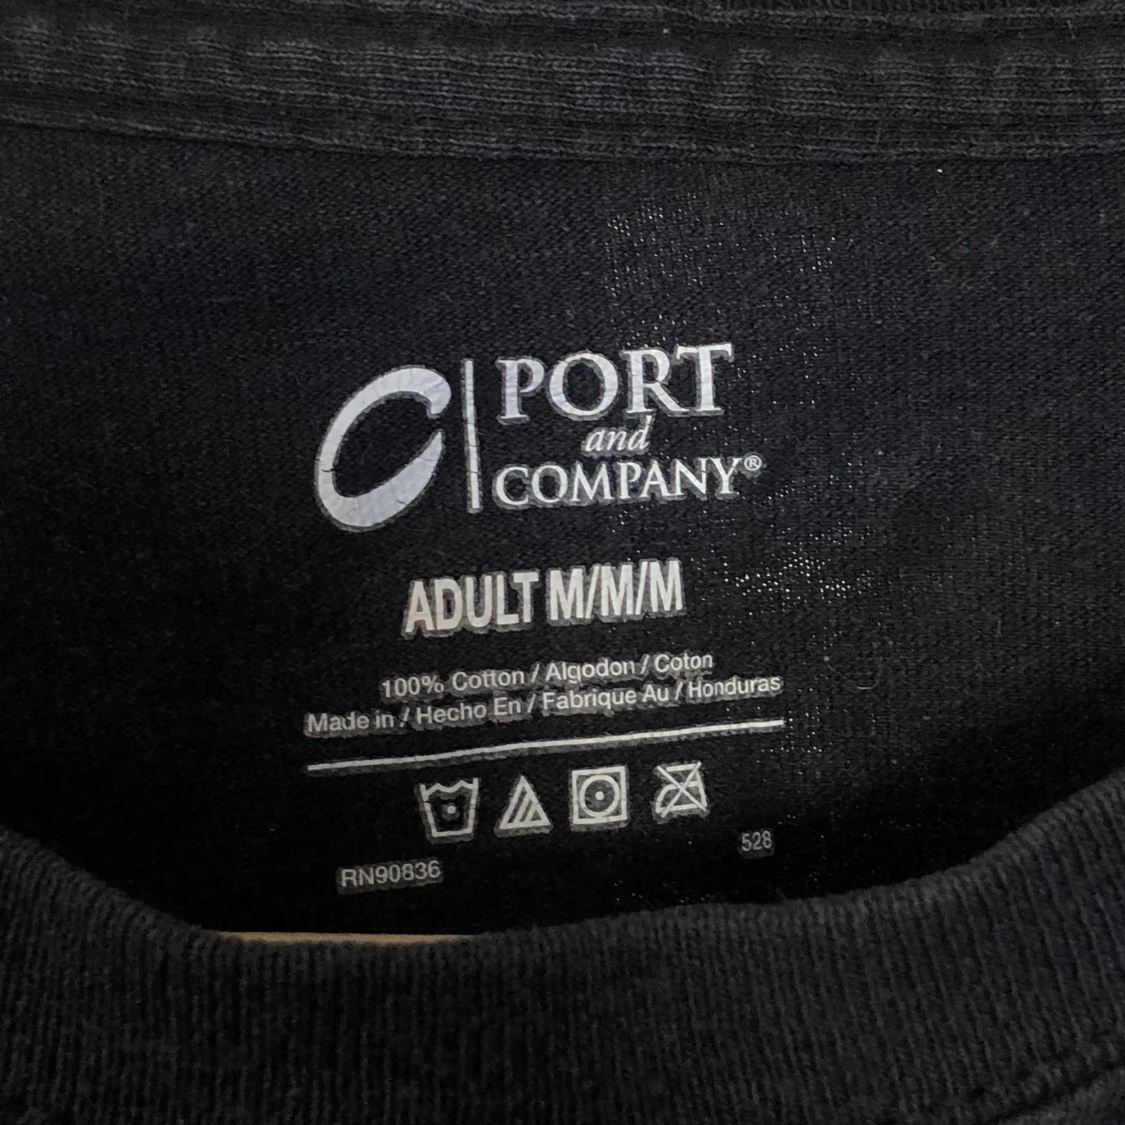 PORT
and
COMPANY®
ADULT M/M/M
100% Cotton / Algodon / Coton
Made in / Hecho En / Fabrique Au / Honduras
528
RN90836